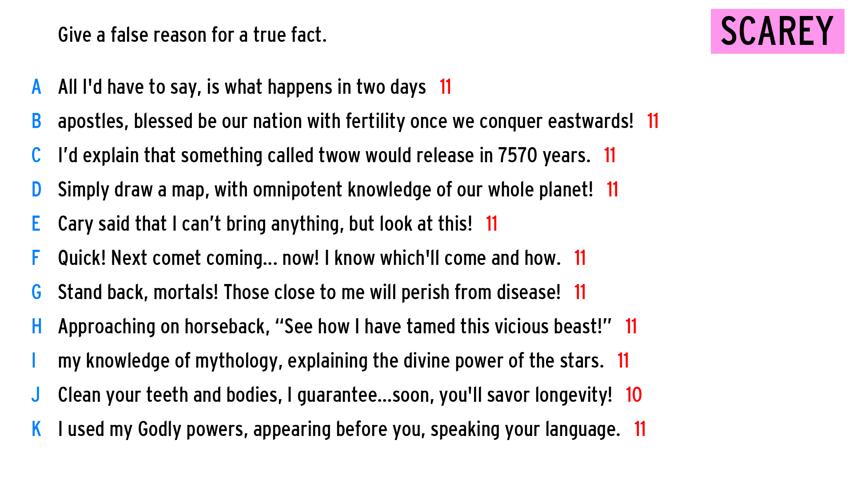 Give a false reason for a true fact.
SCAREY
A All I'd have to say, is what happens in two days 11
B apostles, blessed be our nation with fertility once we conquer eastwards! 11
C I’d explain that something called twow would release in 7570 years. 11
D Simply draw a map, with omnipotent knowledge of our whole planet! 11
E Cary said that I can’t bring anything, but look at this! 11
F Quick! Next comet coming... now! I know which'll come and how. 11
G Stand back, mortals! Those close to me will perish from disease! 11
H Approaching on horseback, “See how I have tamed this vicious beast!” 11
I my knowledge of mythology, explaining the divine power of the stars. 11
J Clean your teeth and bodies, I guarantee...soon, you'll savor longevity! 10
K I used my Godly powers, appearing before you, speaking your language. 11